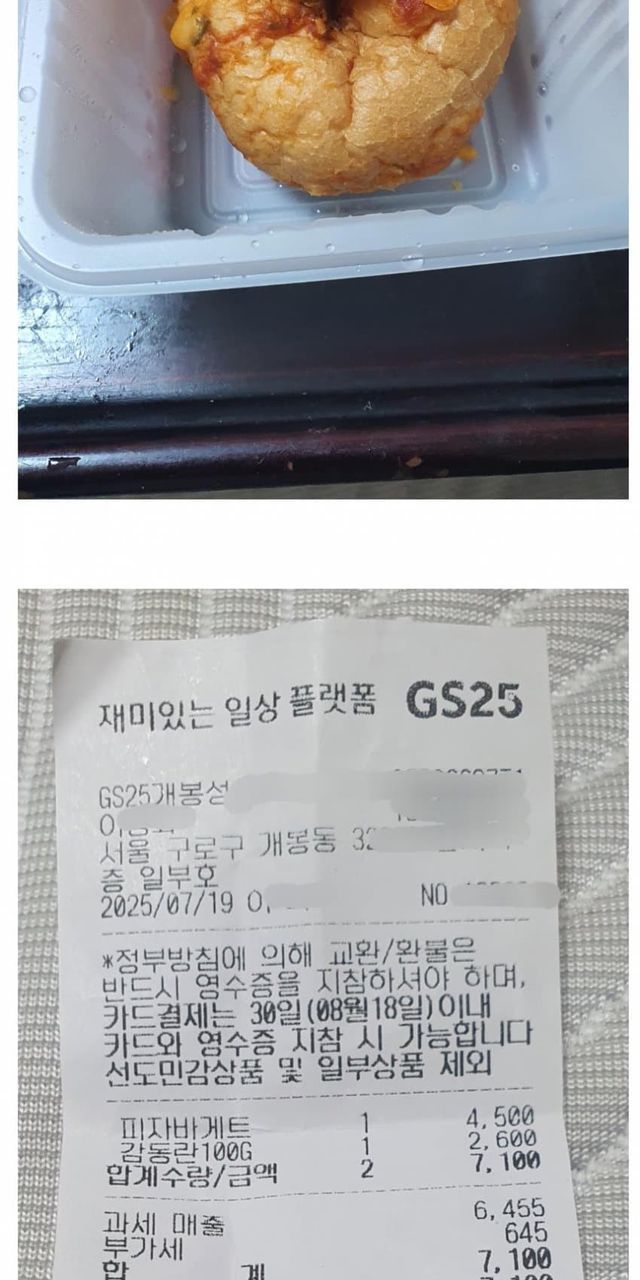 재미있는 일상 플랫폼 GS25
GS25개봉성
서울 구로구 개봉동 32
층 일부호
2025/07/19 NO
*정부방침에 의해 교환/환불은
반드시 영수증을 지참하셔야 하며,
카드결제는 30일(08월18일)이내
카드와 영수증 지참 시 가능합니다
선도민감상품 및 일부상품 제외
피자바게트 1 4,500
감동란100G 1 2,600
합계수량/금액 2 7,100
과세 매출 6,455
부가세 645
합 계 7,100